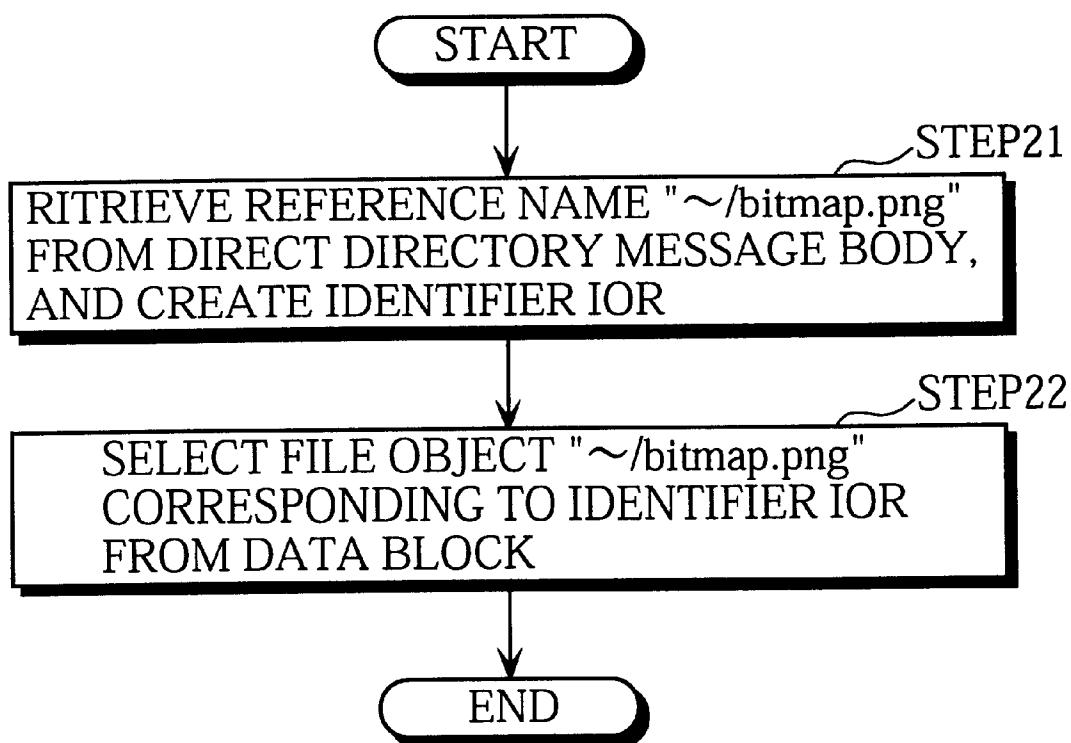 START
STEP21
RITRIEVE REFERENCE NAME "~/bitmap.png"
FROM DIRECT DIRECTORY MESSAGE BODY,
AND CREATE IDENTIFIER IOR
STEP22
SELECT FILE OBJECT "~/bitmap.png"
CORRESPONDING TO IDENTIFIER IOR
FROM DATA BLOCK
END